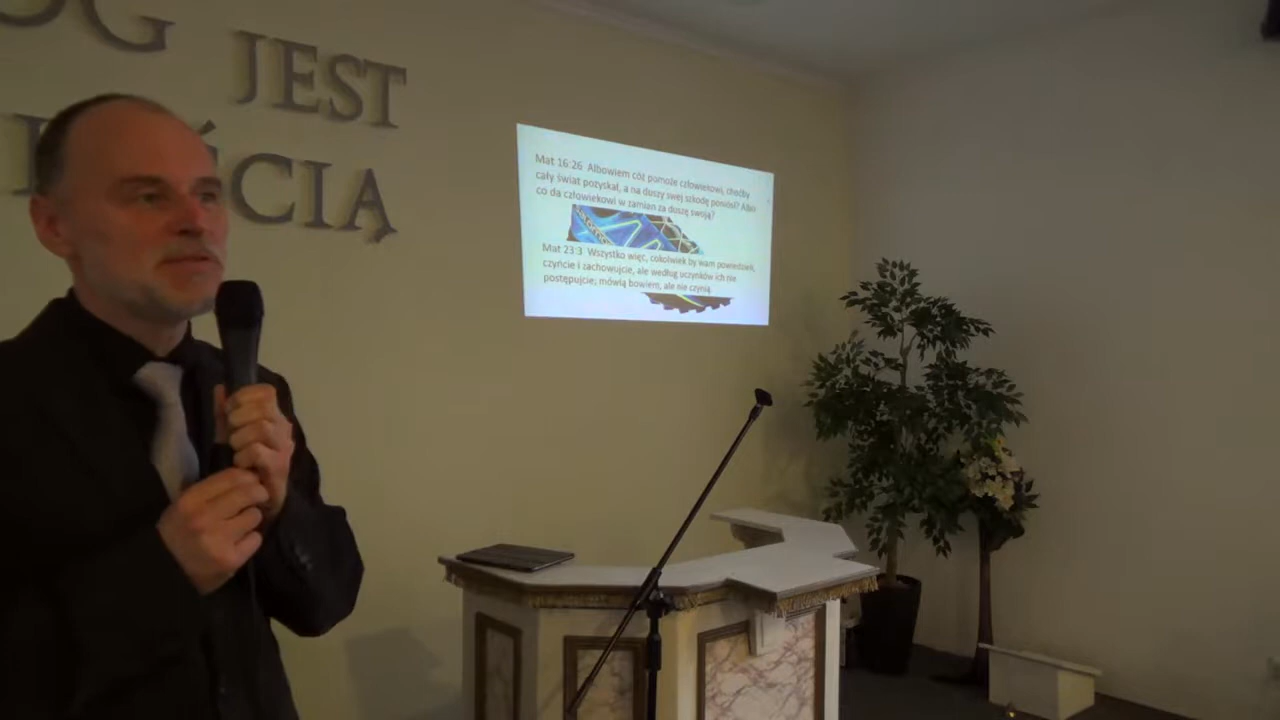 ÓG JEST
ŚCIĄ
Mat 16:26 Albowiem cóż pomoże człowiekowi, choćby
cały świat pozyskał, a na duszy swej szkodę poniósł? Albo
co da człowiekowi w zamian za duszę swoją?
Mat 23:3 Wszystko więc, cokolwiek by wam powiedzieli,
czyńcie i zachowujcie, ale według uczynków ich nie
postępujcie; mówią bowiem, ale nie czynią.